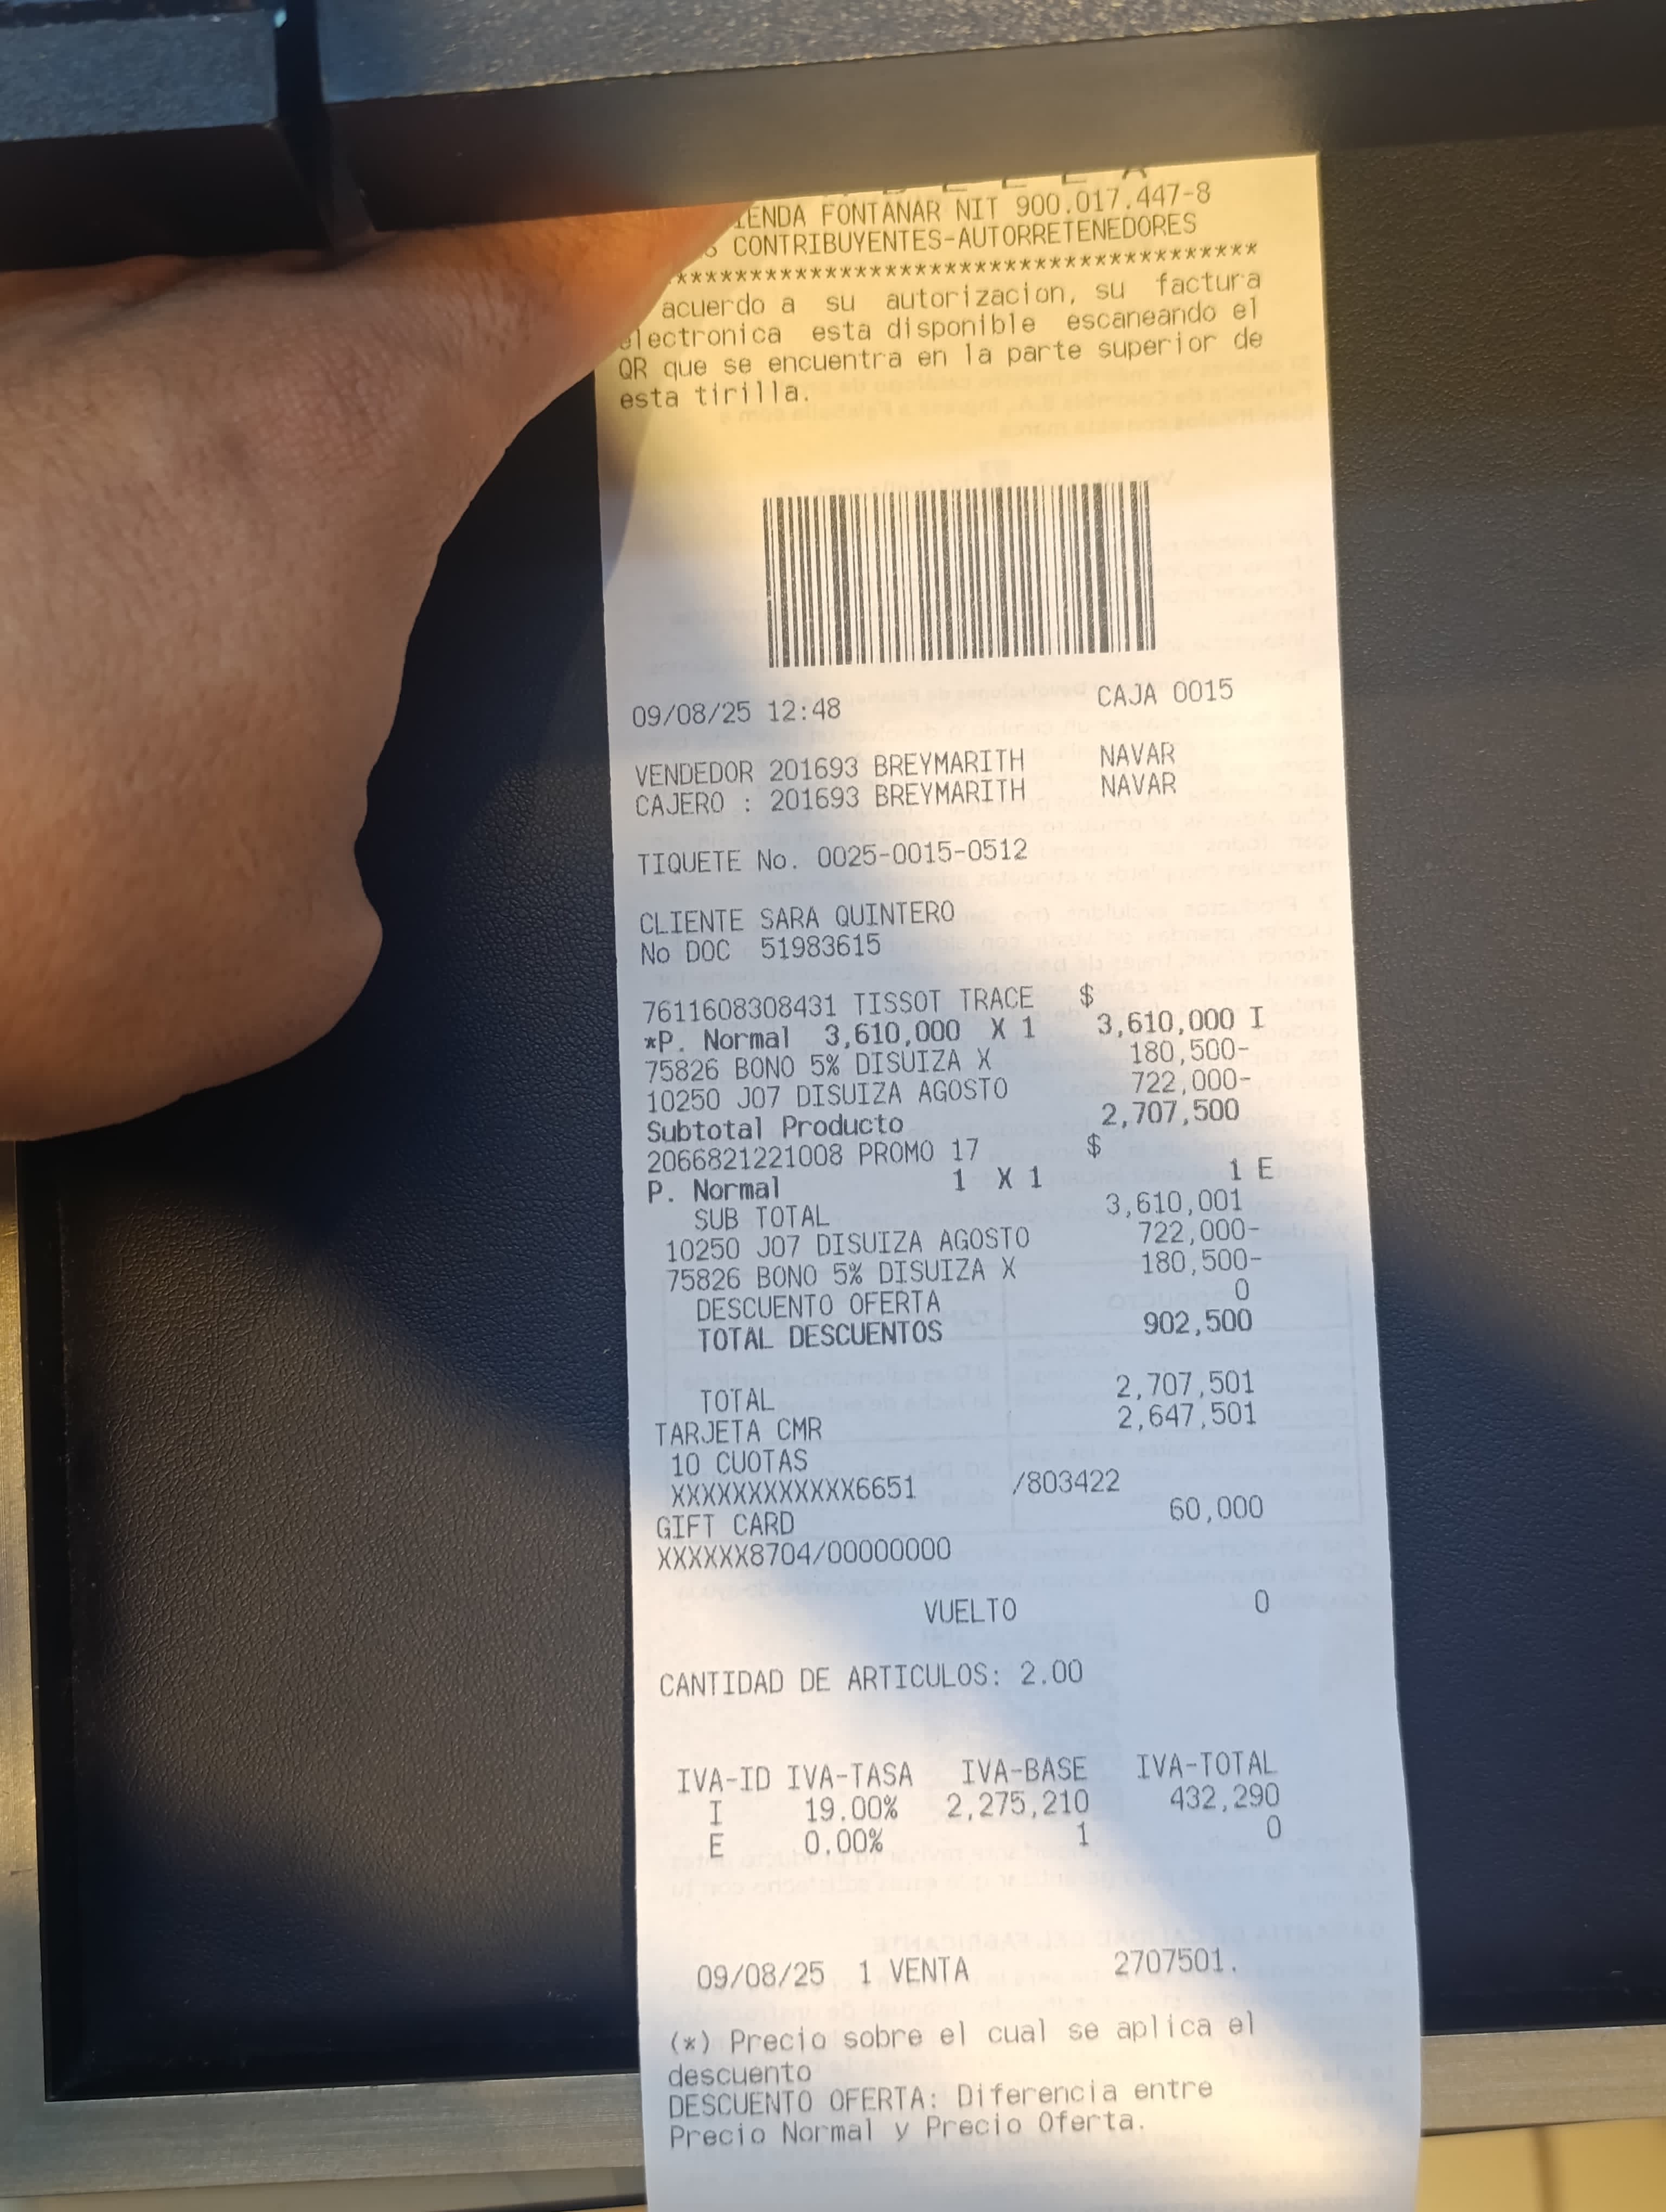 FONTANAR NIT 900.017.447-8
CONTRIBUYENTES-AUTORRETENEDORES
****************************************
acuerdo a su autorizacion, su factura
electronica esta disponible escaneando el
QR que se encuentra en la parte superior de
esta tirilla.
09/08/25 12:48 CAJA 0015
VENDEDOR 201693 BREYMARITH NAVAR
CAJERO : 201693 BREYMARITH NAVAR
TIQUETE No. 0025-0015-0512
CLIENTE SARA QUINTERO
No DOC 51983615
7611608308431 TISSOT TRACE $
*P. Normal 3,610,000 X 1 3,610,000 I
75826 BONO 5% DISUIZA X 180,500-
10250 J07 DISUIZA AGOSTO 722,000-
Subtotal Producto 2,707,500
2066821221008 PROMO 17 $
P. Normal 1 X 1 1 E
SUB TOTAL 3,610,001
10250 J07 DISUIZA AGOSTO 722,000-
75826 BONO 5% DISUIZA X 180,500-
DESCUENTO OFERTA 0
TOTAL DESCUENTOS 902,500
TOTAL 2,707,501
TARJETA CMR 2,647,501
10 CUOTAS
XXXXXXXXXXXX6651 /803422
GIFT CARD 60,000
XXXXXX8704/00000000
VUELTO 0
CANTIDAD DE ARTICULOS: 2.00
IVA-ID IVA-TASA IVA-BASE IVA-TOTAL
I 19.00% 2,275,210 432,290
E 0.00% 1 0
09/08/25 1 VENTA 2707501.
(*) Precio sobre el cual se aplica el
descuento
DESCUENTO OFERTA: Diferencia entre
Precio Normal y Precio Oferta.